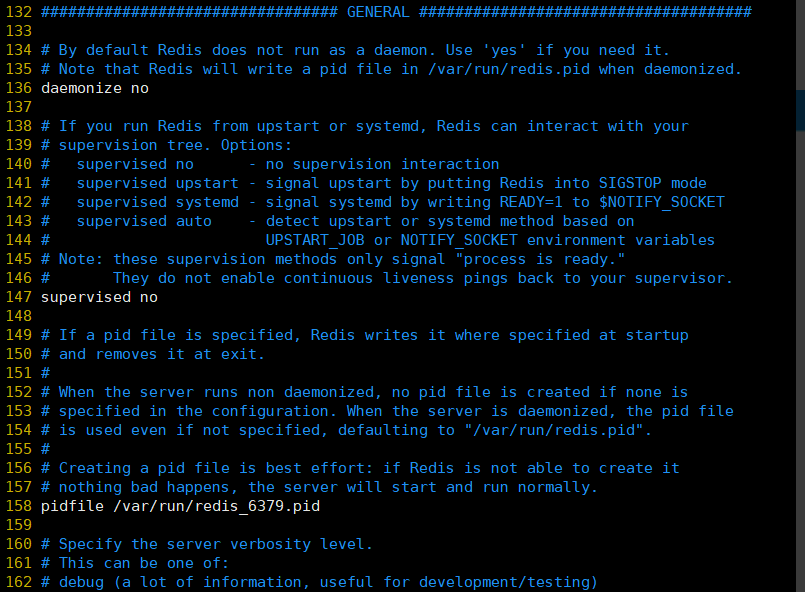 132 ################################# GENERAL #####################################
133
134 # By default Redis does not run as a daemon. Use 'yes' if you need it.
135 # Note that Redis will write a pid file in /var/run/redis.pid when daemonized.
136 daemonize no
137
138 # If you run Redis from upstart or systemd, Redis can interact with your
139 # supervision tree. Options:
140 #   supervised no      - no supervision interaction
141 #   supervised upstart - signal upstart by putting Redis into SIGSTOP mode
142 #   supervised systemd - signal systemd by writing READY=1 to $NOTIFY_SOCKET
143 #   supervised auto    - detect upstart or systemd method based on
144 #                        UPSTART_JOB or NOTIFY_SOCKET environment variables
145 # Note: these supervision methods only signal "process is ready."
146 #       They do not enable continuous liveness pings back to your supervisor.
147 supervised no
148
149 # If a pid file is specified, Redis writes it where specified at startup
150 # and removes it at exit.
151 #
152 # When the server runs non daemonized, no pid file is created if none is
153 # specified in the configuration. When the server is daemonized, the pid file
154 # is used even if not specified, defaulting to "/var/run/redis.pid".
155 #
156 # Creating a pid file is best effort: if Redis is not able to create it
157 # nothing bad happens, the server will start and run normally.
158 pidfile /var/run/redis_6379.pid
159
160 # Specify the server verbosity level.
161 # This can be one of:
162 # debug (a lot of information, useful for development/testing)